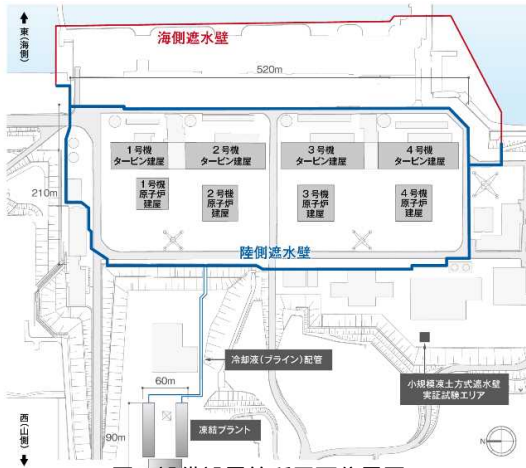 東(海側)
海側遮水壁
520m
1号機
タービン建屋
2号機
タービン建屋
3号機
タービン建屋
4号機
タービン建屋
210m
1号機
原子炉
建屋
2号機
原子炉
建屋
3号機
原子炉
建屋
4号機
原子炉
建屋
陸側遮水壁
冷却液(ブライン)配管
60m
小規模凍土方式遮水壁
実証試験エリア
90m
凍結プラント
西(山側)
N